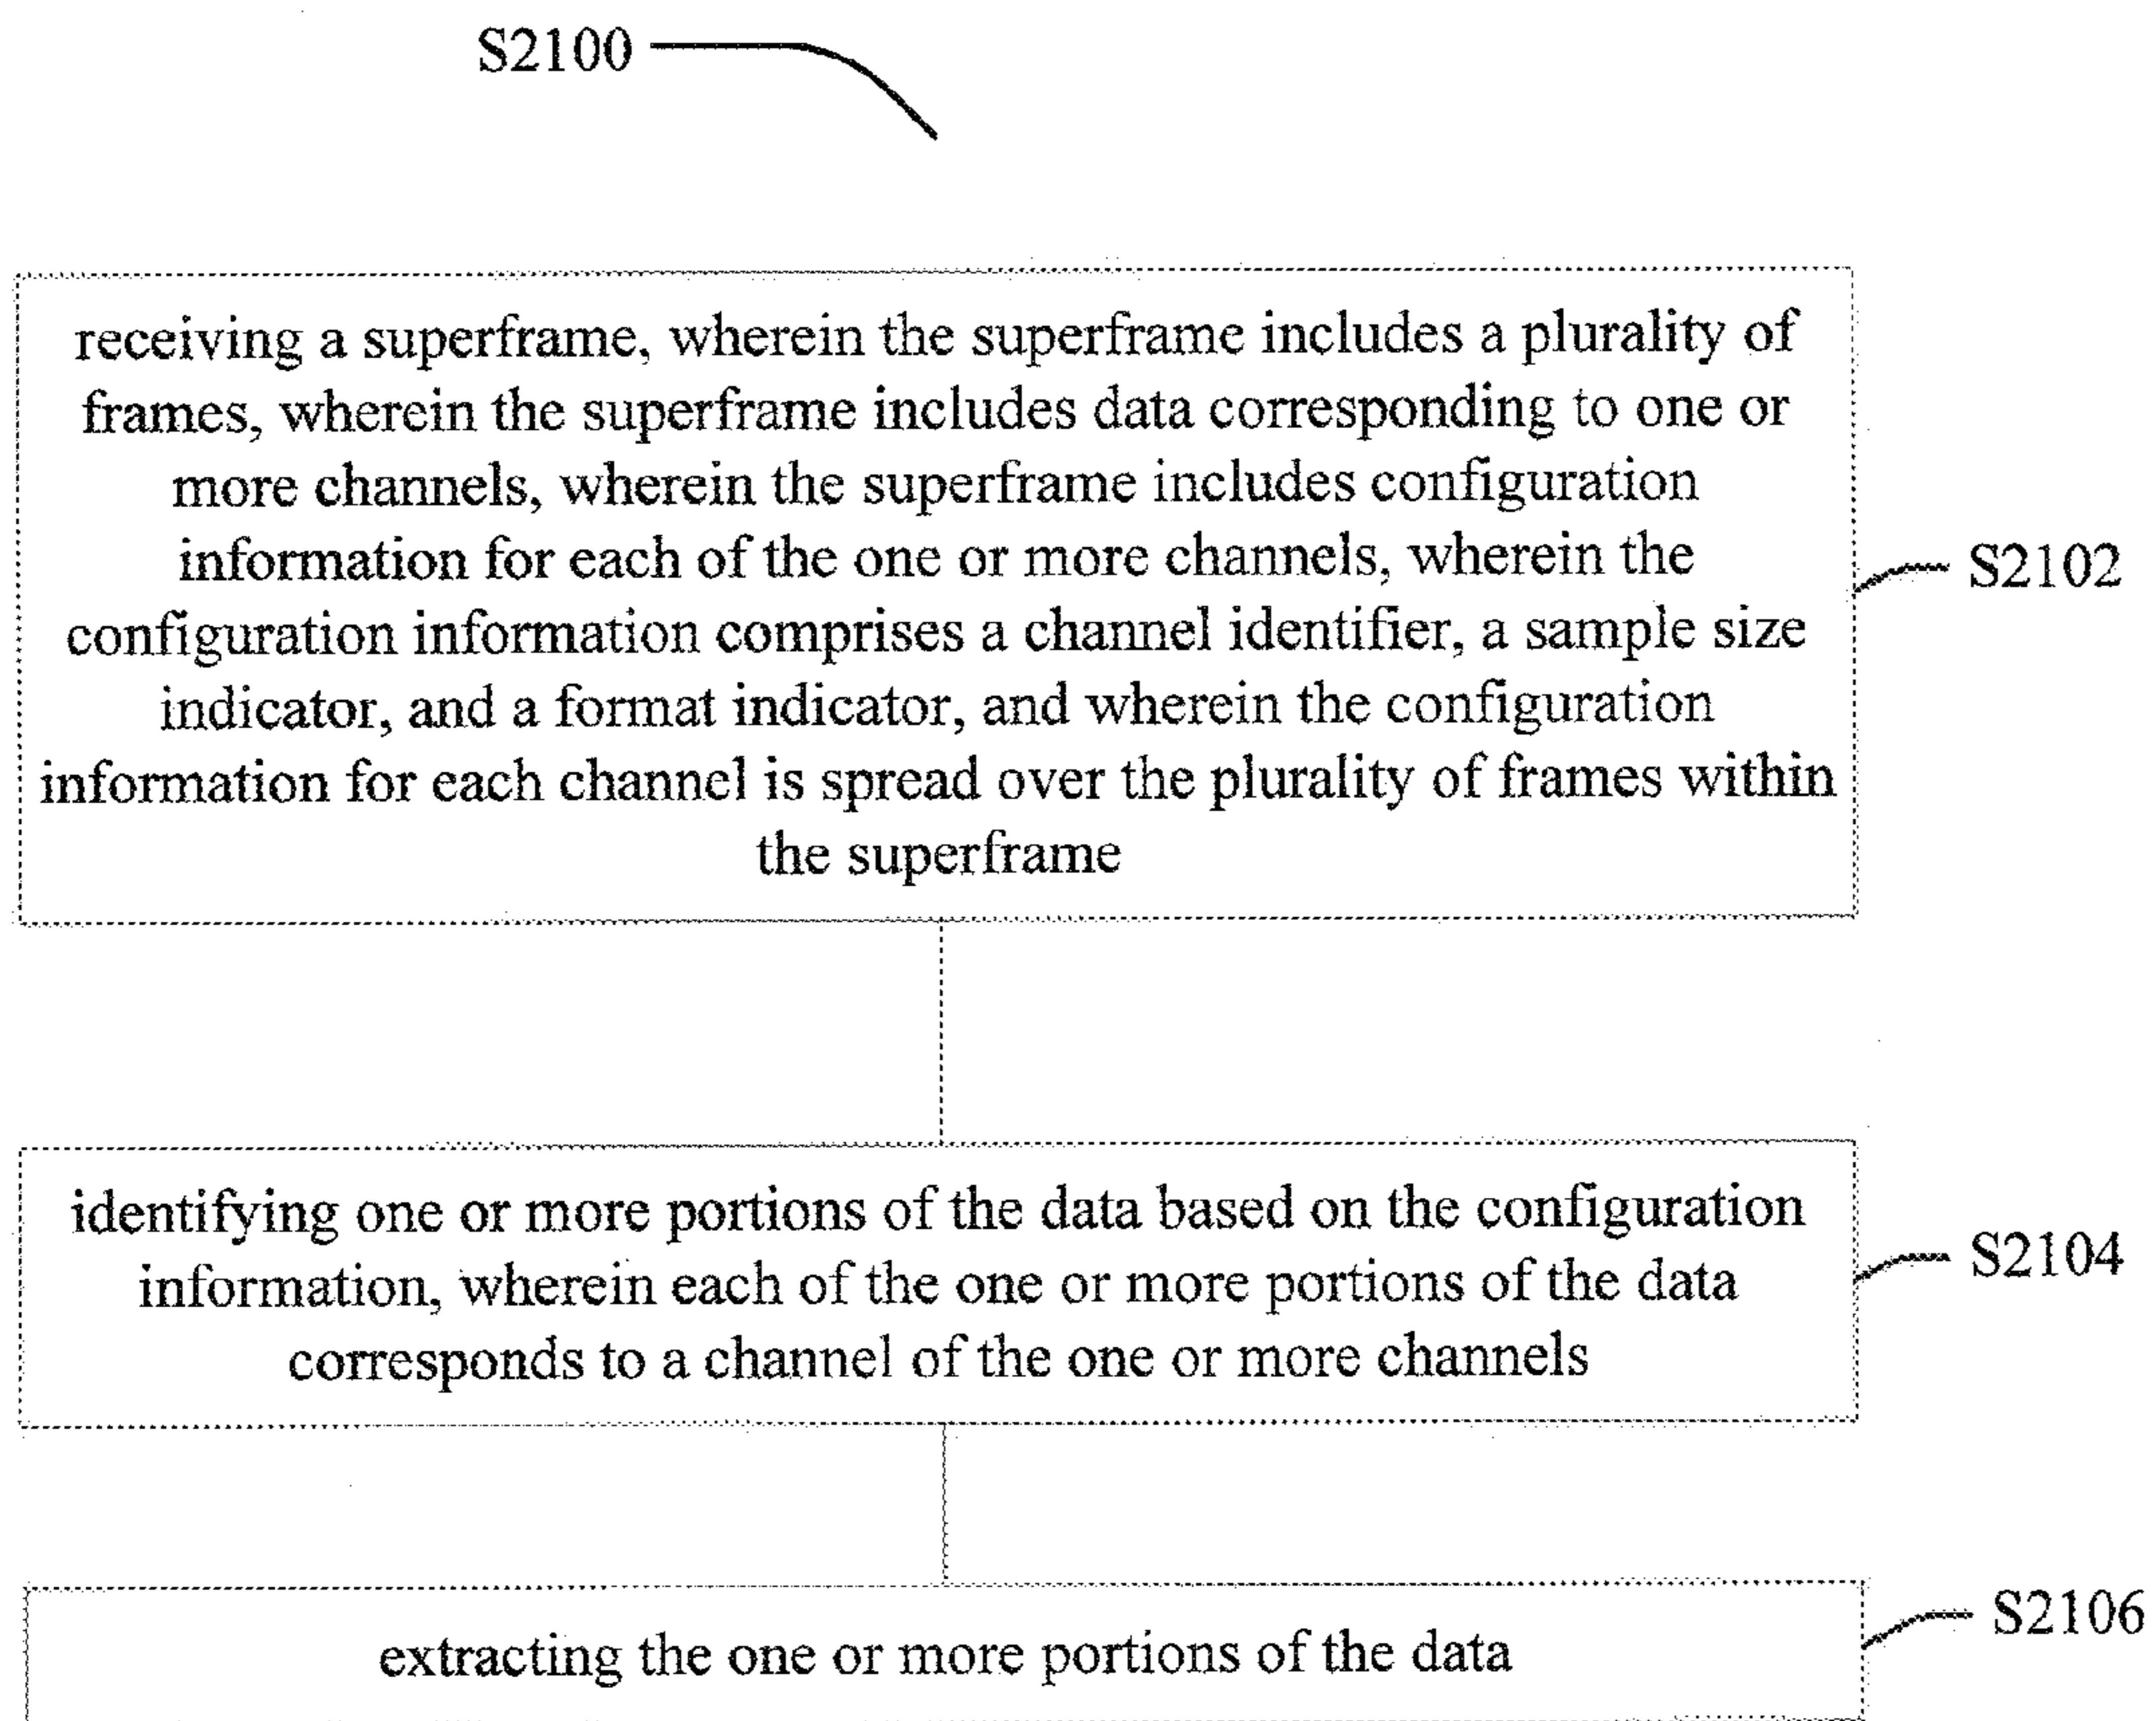 S2100
receiving a superframe, wherein the superframe includes a plurality of
frames, wherein the superframe includes data corresponding to one or
more channels, wherein the superframe includes configuration
information for each of the one or more channels, wherein the
configuration information comprises a channel identifier, a sample size
indicator, and a format indicator, and wherein the configuration
information for each channel is spread over the plurality of frames within
the superframe
S2102
identifying one or more portions of the data based on the configuration
information, wherein each of the one or more portions of the data
corresponds to a channel of the one or more channels
S2104
extracting the one or more portions of the data
S2106